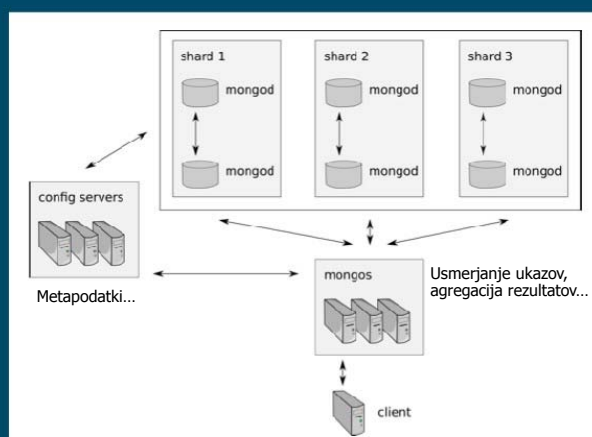 shard 1
mongod
mongod
shard 2
mongod
mongod
shard 3
mongod
mongod
config servers
Metapodatki...
mongos
Usmerjanje ukazov,
agregacija rezultatov...
client